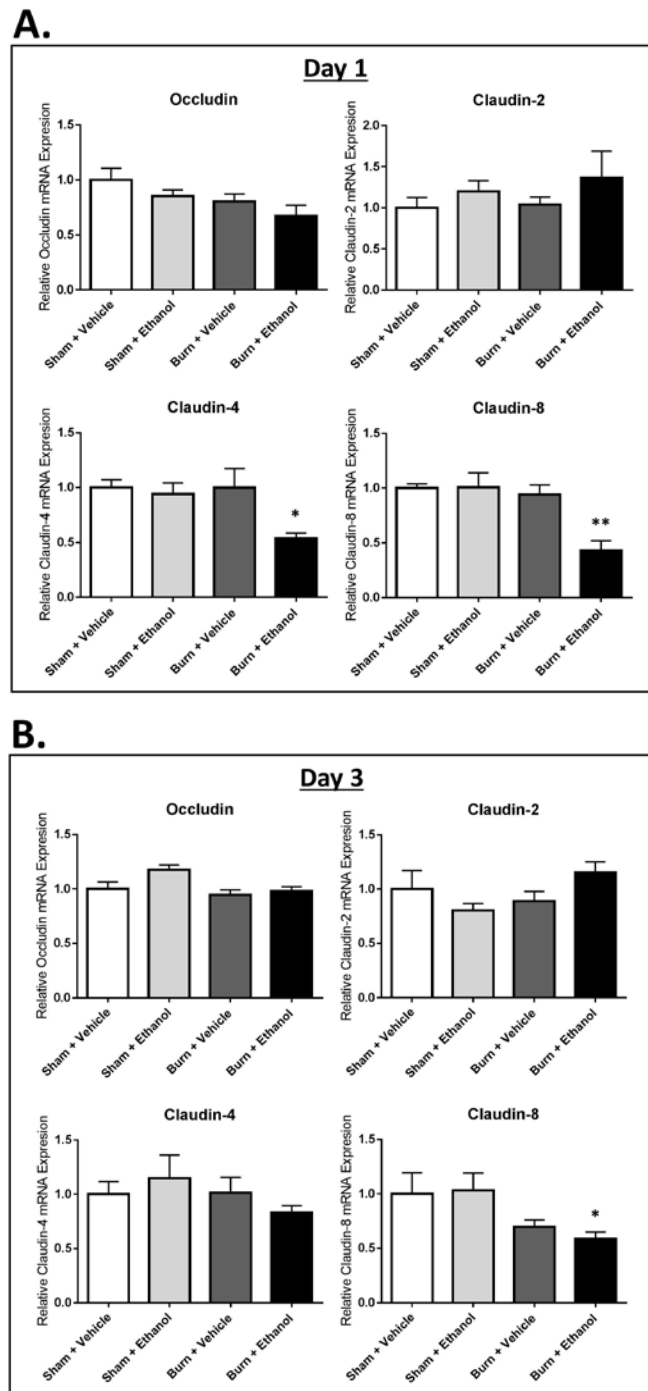 A.
Day 1
Occludin
Relative Occludin mRNA Expresion
1.5
1.0
0.5
0.0
Sham + Vehicle
Sham + Ethanol
Burn + Vehicle
Burn + Ethanol
Claudin-2
Relative Claudin-2 mRNA Expresion
2.0
1.5
1.0
0.5
0.0
Sham + Vehicle
Sham + Ethanol
Burn + Vehicle
Burn + Ethanol
Claudin-4
Relative Claudin-4 mRNA Expresion
1.5
1.0
0.5
0.0
*
Sham + Vehicle
Sham + Ethanol
Burn + Vehicle
Burn + Ethanol
Claudin-8
Relative Claudin-8 mRNA Expresion
1.5
1.0
0.5
0.0
**
Sham + Vehicle
Sham + Ethanol
Burn + Vehicle
Burn + Ethanol
B.
Day 3
Occludin
Relative Occludin mRNA Expresion
1.5
1.0
0.5
0.0
Sham + Vehicle
Sham + Ethanol
Burn + Vehicle
Burn + Ethanol
Claudin-2
Relative Claudin-2 mRNA Expresion
1.5
1.0
0.5
0.0
Sham + Vehicle
Sham + Ethanol
Burn + Vehicle
Burn + Ethanol
Claudin-4
Relative Claudin-4 mRNA Expresion
1.5
1.0
0.5
0.0
Sham + Vehicle
Sham + Ethanol
Burn + Vehicle
Burn + Ethanol
Claudin-8
Relative Claudin-8 mRNA Expresion
1.5
1.0
0.5
0.0
*
Sham + Vehicle
Sham + Ethanol
Burn + Vehicle
Burn + Ethanol